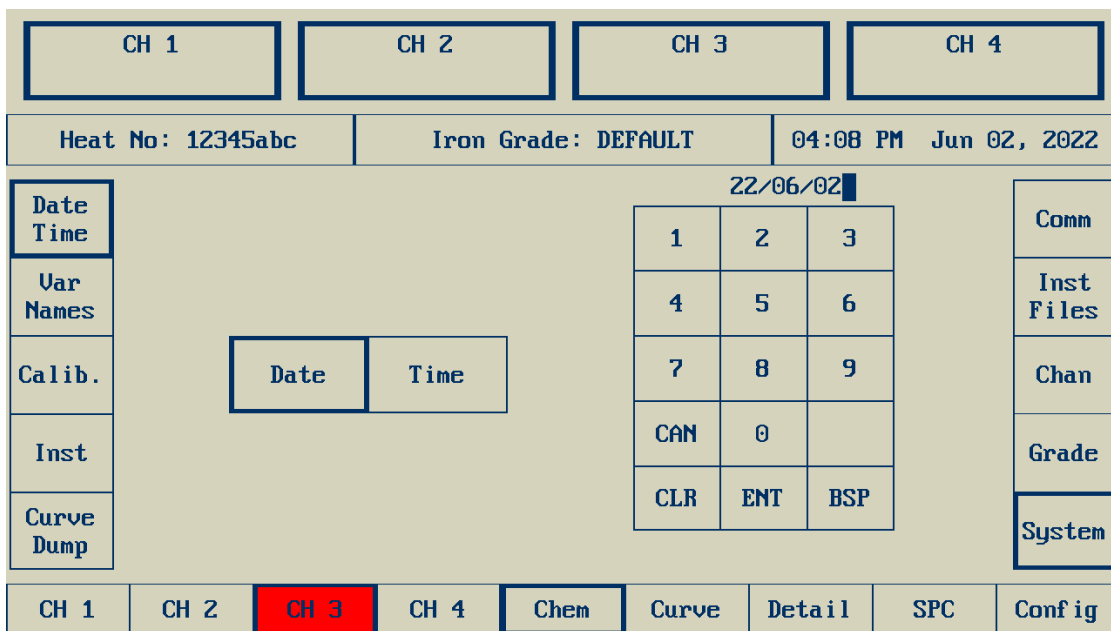 CH 1
CH 2
CH 3
CH 4
Heat No: 12345abc
Iron Grade: DEFAULT
04:08 PM Jun 02, 2022
Date
Time
Var
Names
Calib.
Inst
Curve
Dump
Date
Time
22/06/02
1 2 3
4 5 6
7 8 9
CAN 0
CLR ENT BSP
Comm
Inst
Files
Chan
Grade
System
CH 1
CH 2
CH 3
CH 4
Chem
Curve
Detail
SPC
Config